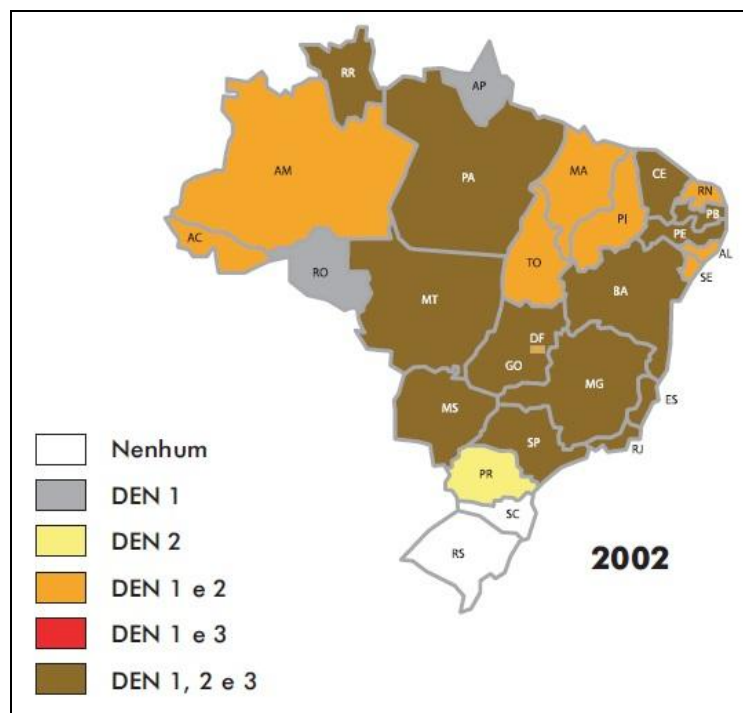 RR
AP
AM
PA
MA
CE
RN
PB
PI
PE
AC
AL
TO
SE
RO
BA
MT
DF
GO
MG
ES
MS
SP
RJ
PR
SC
RS
2002
Nenhum
DEN 1
DEN 2
DEN 1 e 2
DEN 1 e 3
DEN 1, 2 e 3